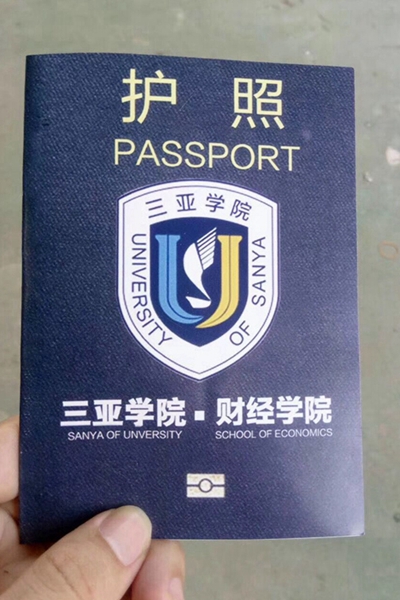 护照
PASSPORT
三亚学院
UNIVERSITY OF SANYA
三亚学院·财经学院
SANYA OF UNVERSITY SCHOOL OF ECONOMICS